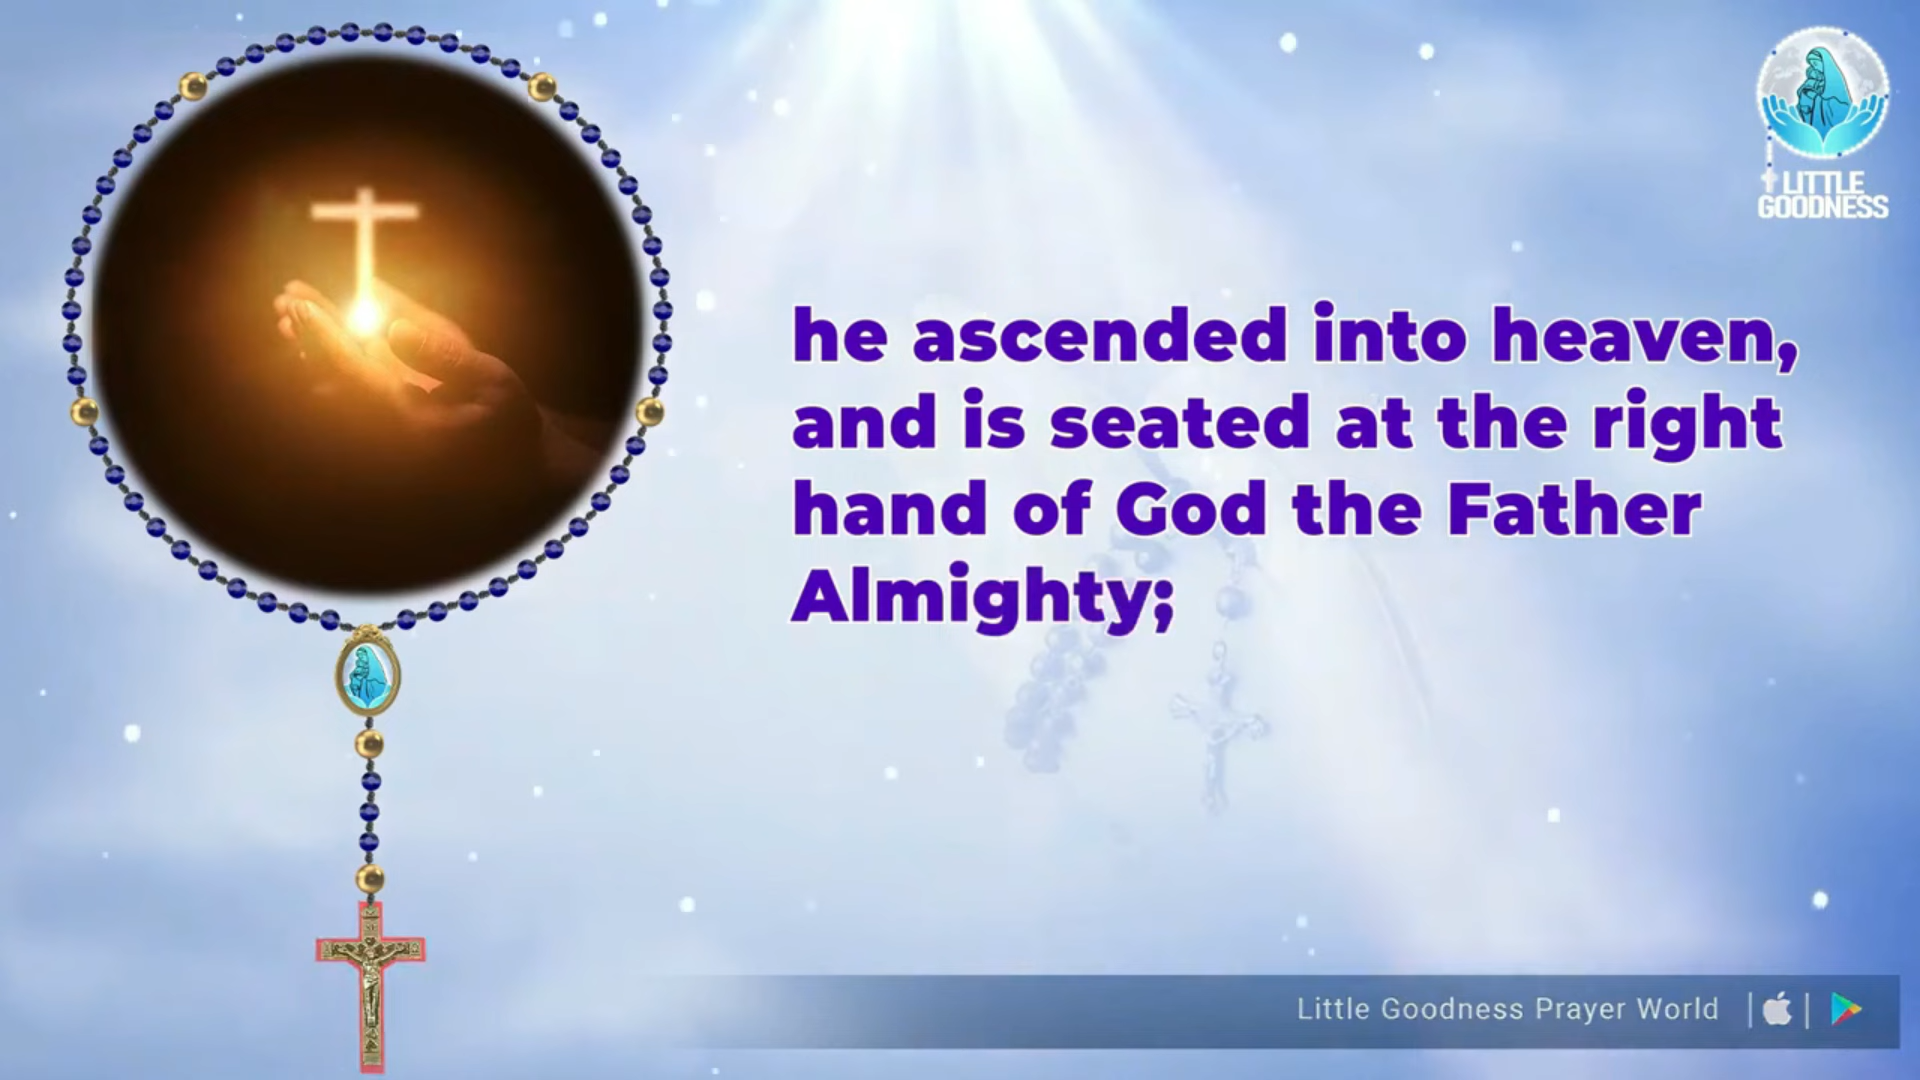 LITTLE
GOODNESS
he ascended into heaven,
and is seated at the right
hand of God the Father
Almighty;
Little Goodness Prayer World